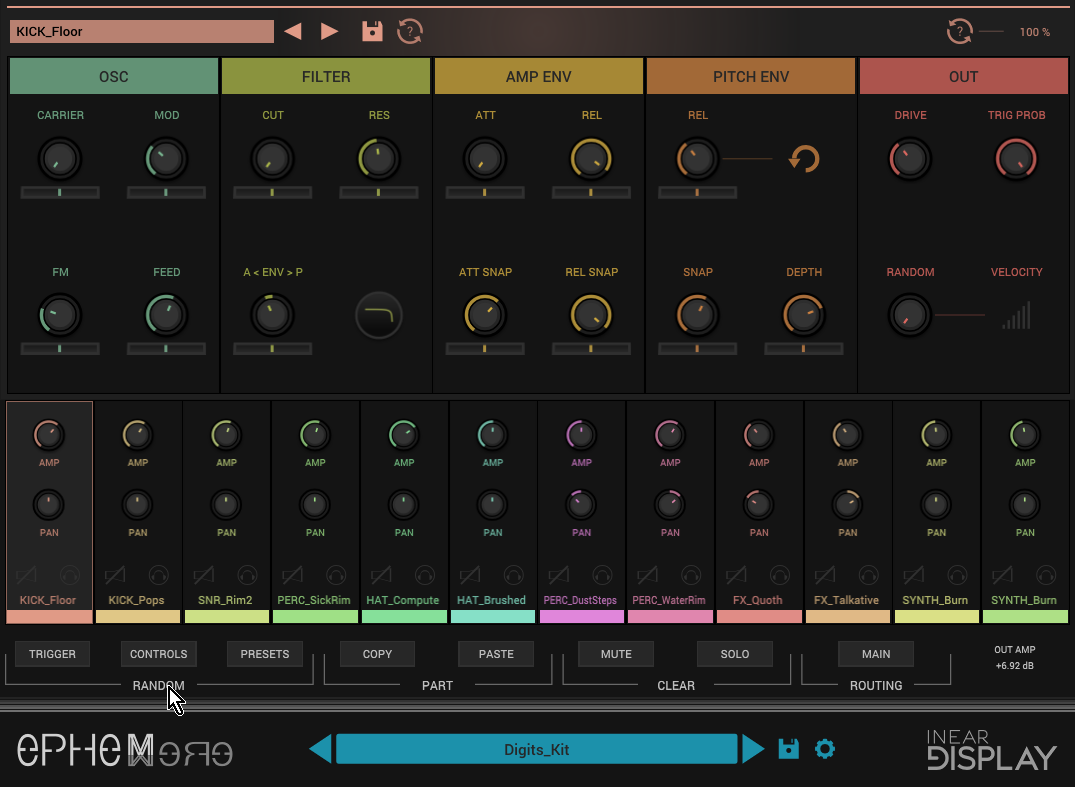 KICK_Floor
?
?
100 %
OSC FILTER AMP ENV PITCH ENV OUT
CARRIER MOD CUT RES ATT REL REL DRIVE TRIG PROB
FM FEED A < ENV > P ATT SNAP REL SNAP SNAP DEPTH RANDOM VELOCITY
AMP AMP AMP AMP AMP AMP AMP AMP AMP AMP AMP AMP
PAN PAN PAN PAN PAN PAN PAN PAN PAN PAN PAN PAN
KICK_Floor KICK_Pops SNR_Rim2 PERC_SickRim HAT_Compute HAT_Brushed PERC_DustSteps PERC_WaterRim FX_Quoth FX_Talkative SYNTH_Burn SYNTH_Burn
TRIGGER CONTROLS PRESETS COPY PASTE MUTE SOLO MAIN
OUT AMP
+6.92 dB
RANDOM PART CLEAR ROUTING
EPHEMERE
Digits_Kit
INEAR
DISPLAY